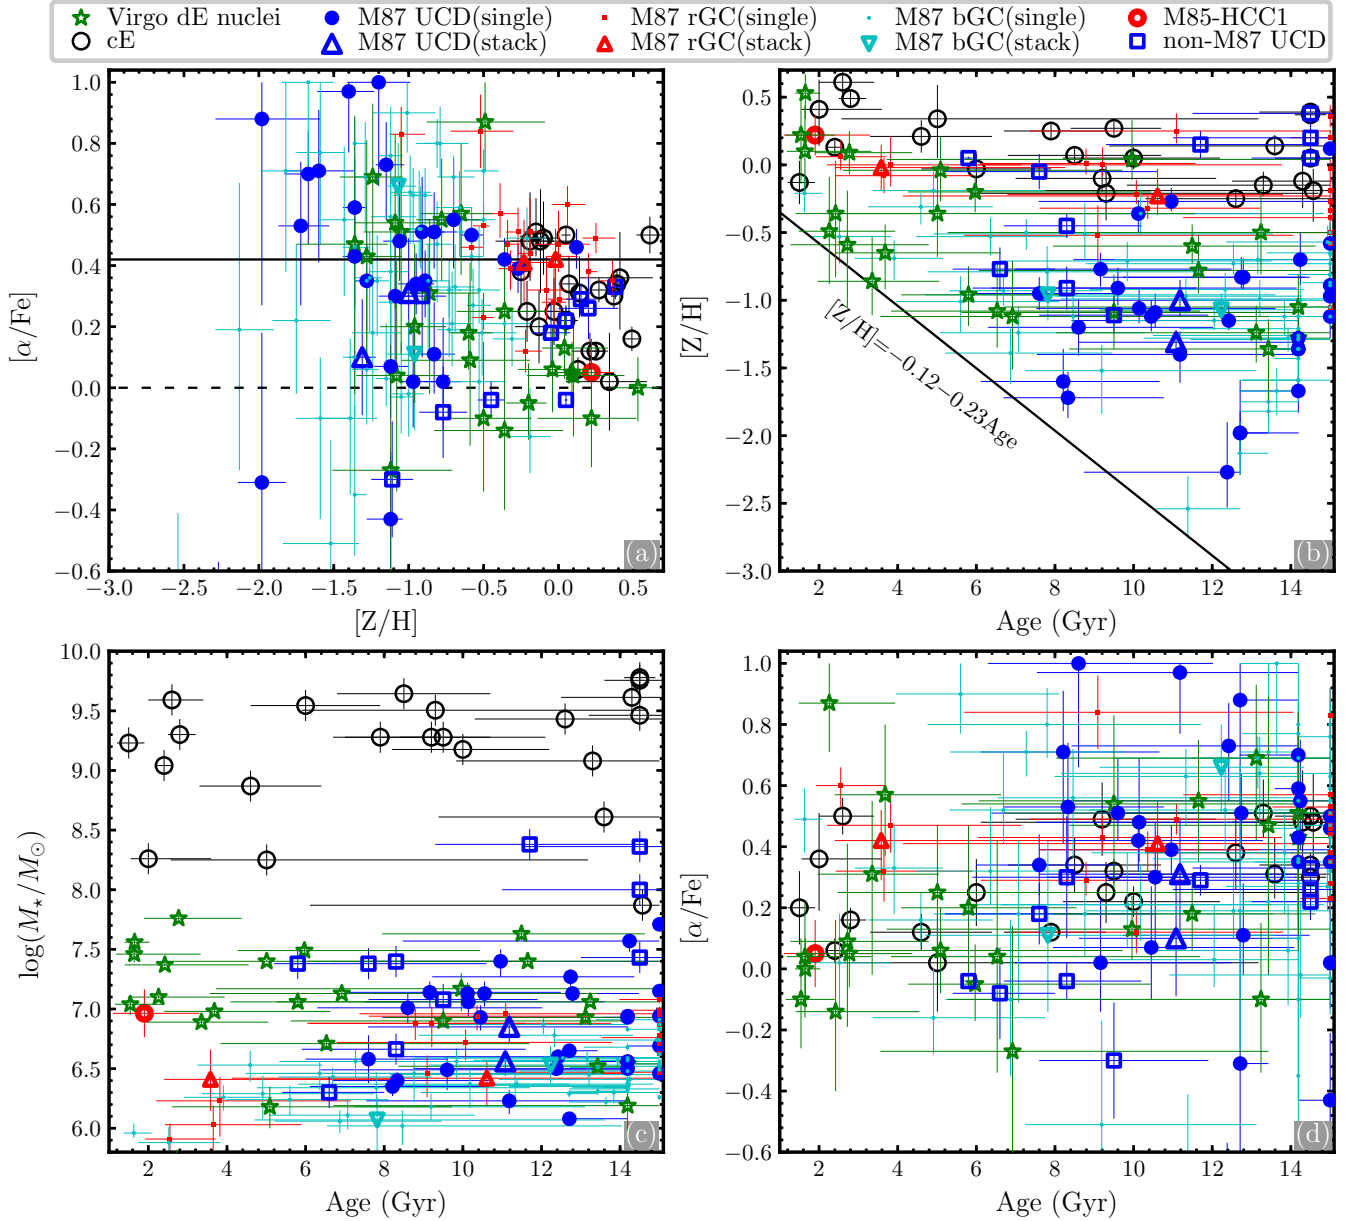 Virgo dE nuclei M87 UCD(single) M87 rGC(single) M87 bGC(single) M85-HCC1
cE M87 UCD(stack) M87 rGC(stack) M87 bGC(stack) non-M87 UCD
1.0
0.8
0.6
0.4
0.2
0.0
−0.2
−0.4
−0.6
[α/Fe]
−3.0 −2.5 −2.0 −1.5 −1.0 −0.5 0.0 0.5
[Z/H]
(a)
0.5
0.0
−0.5
−1.0
−1.5
−2.0
−2.5
−3.0
[Z/H]
[Z/H]=−0.12−0.23Age
2 4 6 8 10 12 14
Age (Gyr)
(b)
10.0
9.5
9.0
8.5
8.0
7.5
7.0
6.5
6.0
log(M⋆/M⊙)
2 4 6 8 10 12 14
Age (Gyr)
(c)
1.0
0.8
0.6
0.4
0.2
0.0
−0.2
−0.4
−0.6
[α/Fe]
2 4 6 8 10 12 14
Age (Gyr)
(d)